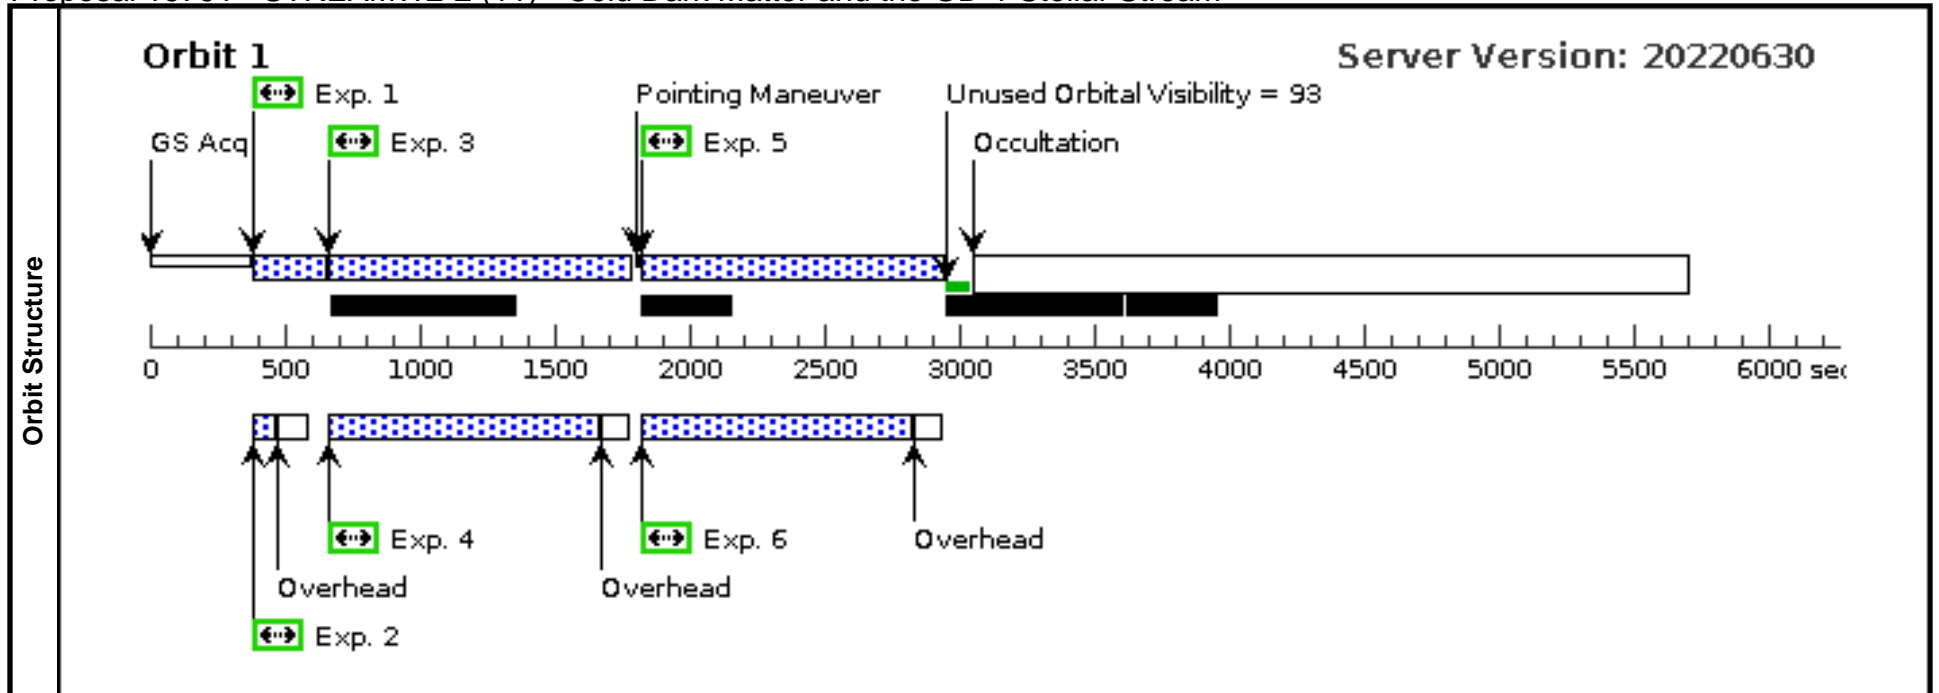 Orbit 1
Server Version: 20220630
Exp. 1
Pointing Maneuver
Unused Orbital Visibility = 93
GS Acq
Exp. 3
Exp. 5
Occultation
Orbit Structure
0 500 1000 1500 2000 2500 3000 3500 4000 4500 5000 5500 6000 sec
Exp. 4
Exp. 6
Overhead
Overhead
Overhead
Exp. 2